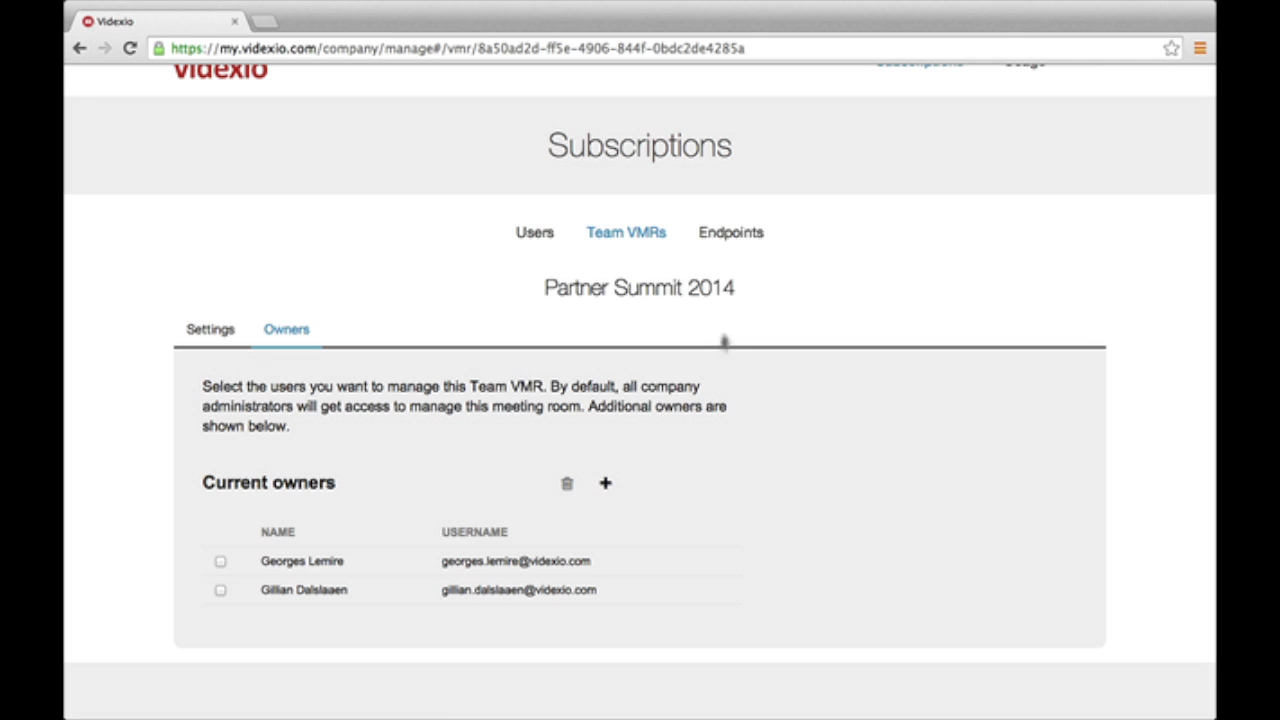 Videxio
https://my.videxio.com/company/manage#/vmr/8a50ad2d-ff5e-4906-844f-0bdc2de4285a
videxio
Subscriptions
Users Team VMRs Endpoints
Partner Summit 2014
Settings Owners
Select the users you want to manage this Team VMR. By default, all company
administrators will get access to manage this meeting room. Additional owners are
shown below.
Current owners
NAME USERNAME
Georges Lemire georges.lemire@videxio.com
Gillian Dalslaaen gillian.dalslaaen@videxio.com